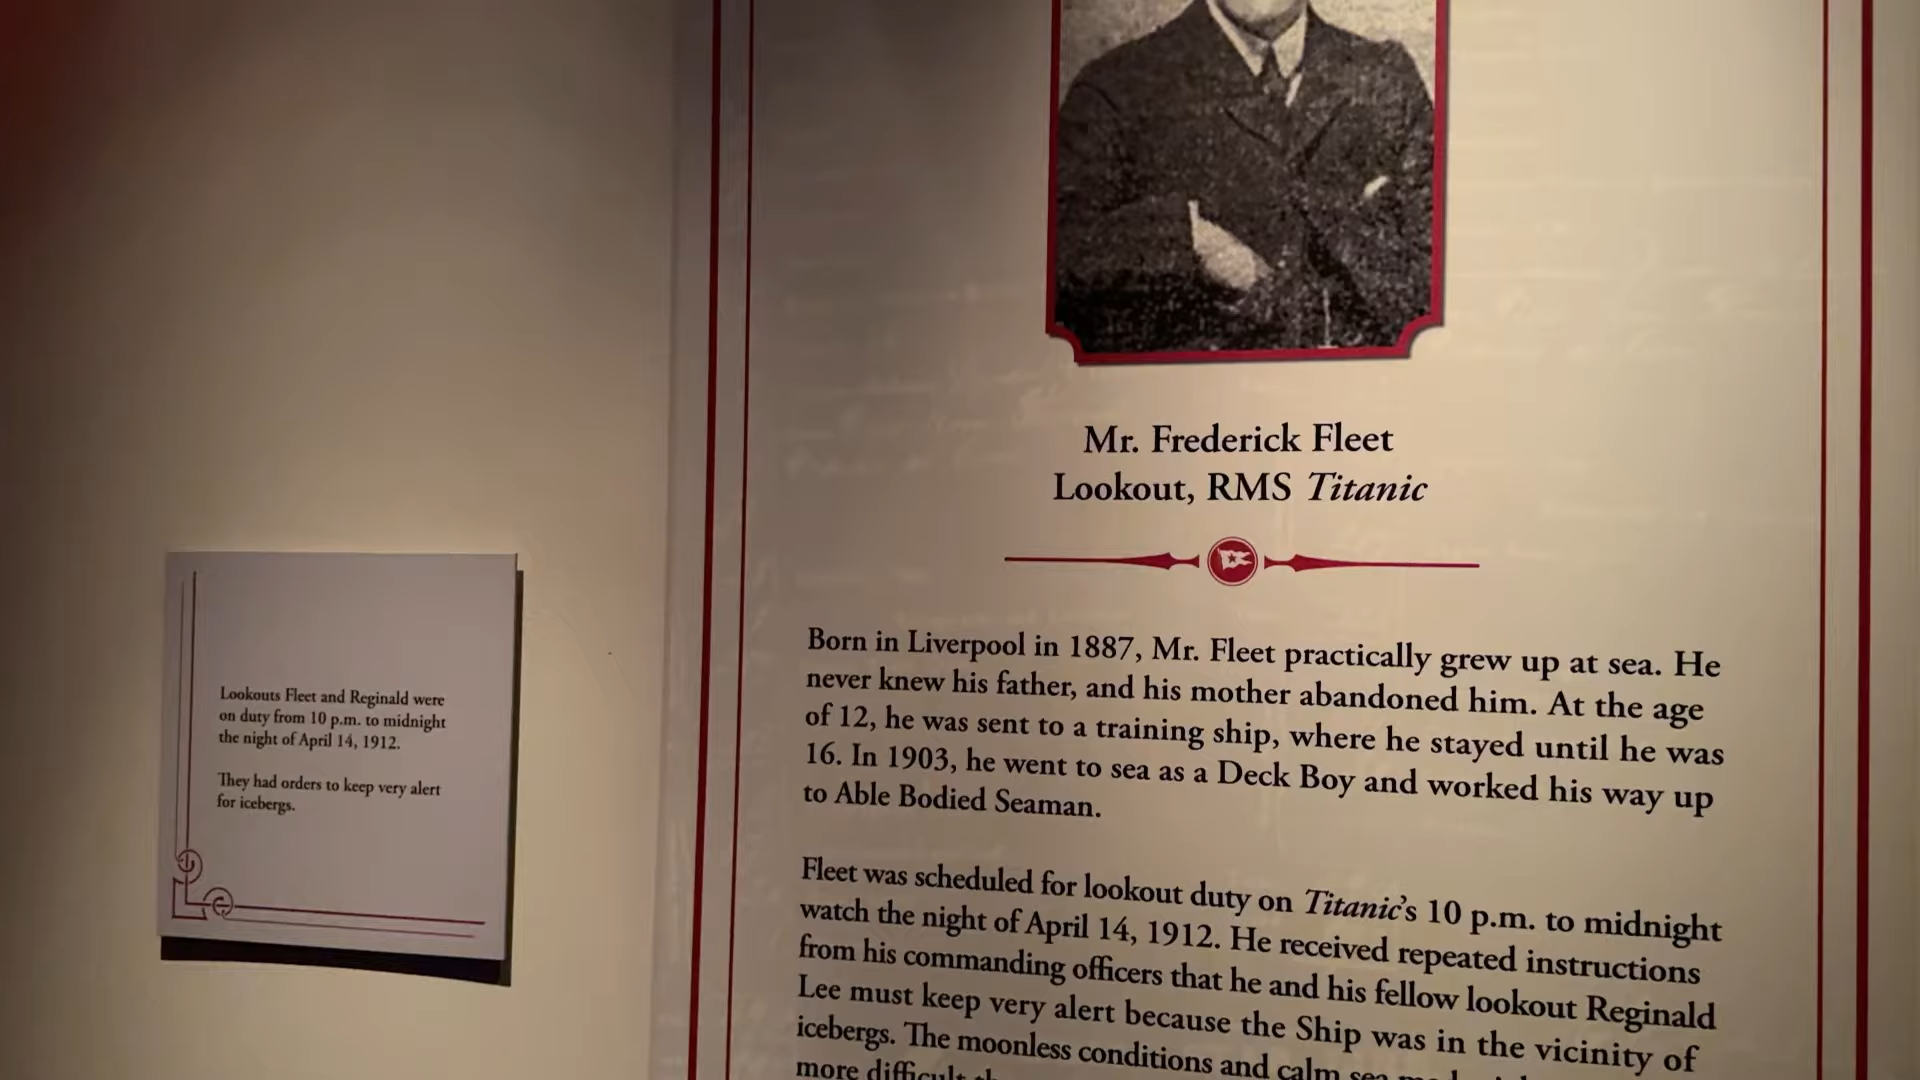 Lookouts Fleet and Reginald were
on duty from 10 p.m. to midnight
the night of April 14, 1912.
They had orders to keep very alert
for icebergs.
Mr. Frederick Fleet
Lookout, RMS Titanic
Born in Liverpool in 1887, Mr. Fleet practically grew up at sea. He
never knew his father, and his mother abandoned him. At the age
of 12, he was sent to a training ship, where he stayed until he was
16. In 1903, he went to sea as a Deck Boy and worked his way up
to Able Bodied Seaman.
Fleet was scheduled for lookout duty on Titanic's 10 p.m. to midnight
watch the night of April 14, 1912. He received repeated instructions
from his commanding officers that he and his fellow lookout Reginald
Lee must keep very alert because the Ship was in the vicinity of
icebergs. The moonless conditions and calm sea
more difficult